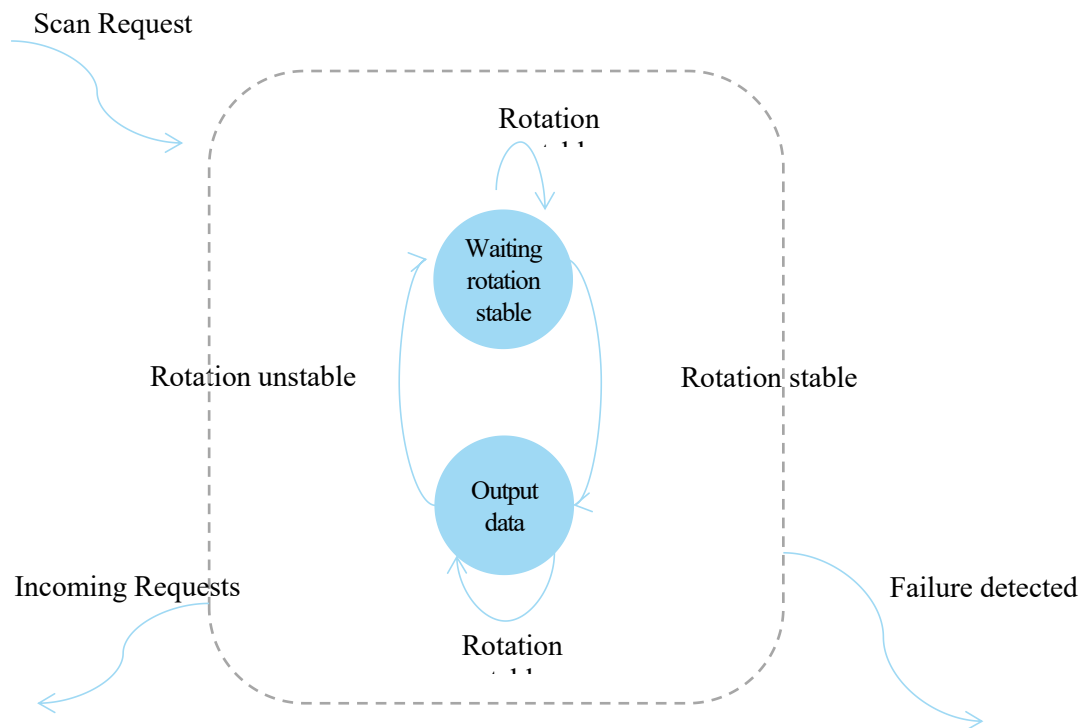 Scan Request
Rotation
Waiting
rotation
stable
Rotation unstable
Rotation stable
Output
data
Incoming Requests
Failure detected
Rotation